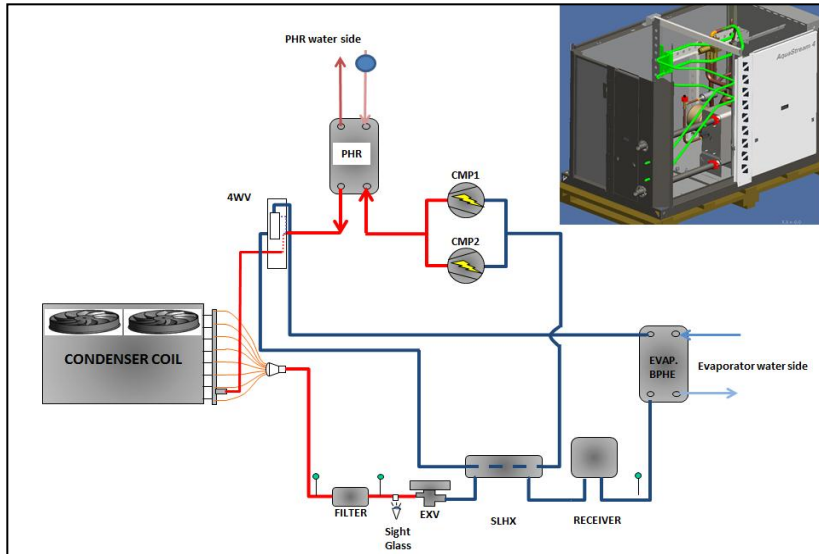 PHR water side
AquaStream 4
PHR
CMP1
4WV
CMP2
CONDENSER COIL
EVAP.
BPHE
Evaporator water side
FILTER
EXV
SLHX
RECEIVER
Sight
Glass